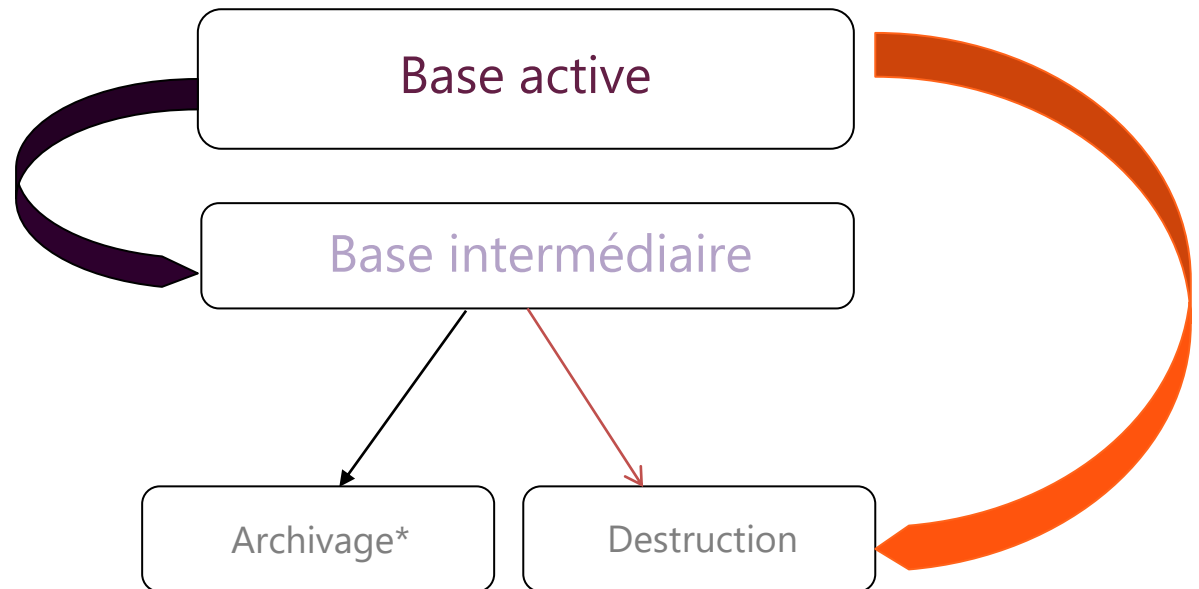 Base active
Base intermédiaire
Archivage*
Destruction